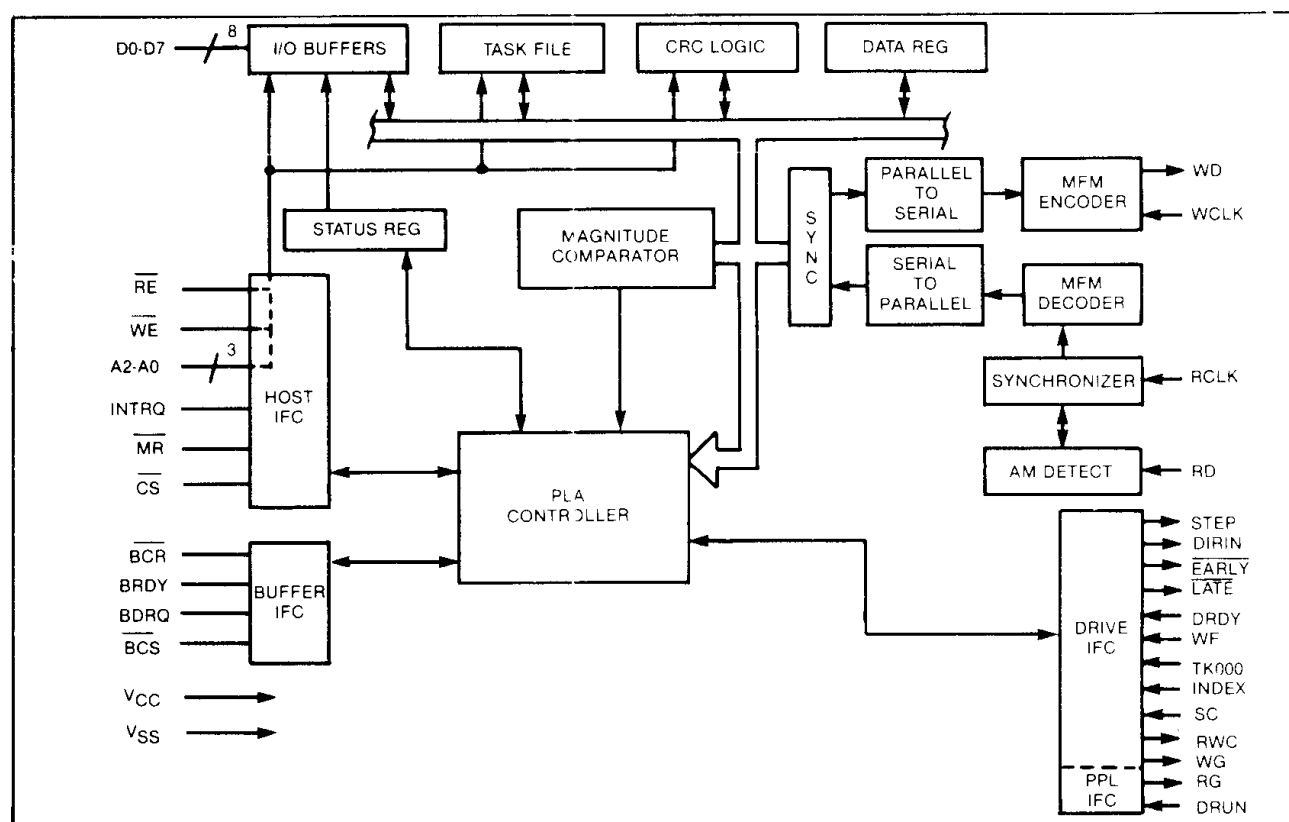 D0-D7
8
I/O BUFFERS
TASK FILE
CRC LOGIC
DATA REG
STATUS REG
MAGNITUDE
COMPARATOR
SYNC
PARALLEL
TO
SERIAL
MFM
ENCODER
WD
WCLK
SERIAL
TO
PARALLEL
MFM
DECODER
SYNCHRONIZER
RCLK
AM DETECT
RD
RE
WE
3
A2-A0
INTRQ
MR
CS
HOST
IFC
PLA
CONTROLLER
BCR
BRDY
BDRQ
BCS
BUFFER
IFC
VCC
VSS
DRIVE
IFC
PPL
IFC
STEP
DIRIN
EARLY
LATE
DRDY
WF
TK000
INDEX
SC
RWC
WG
RG
DRUN